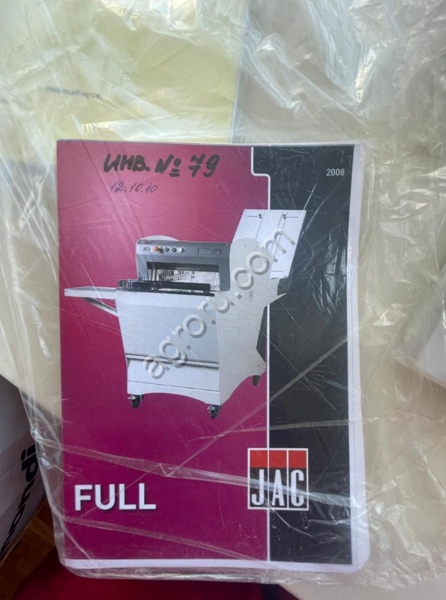 инв. № 79
12.10.10
2008
agroru.com
FULL
JAC